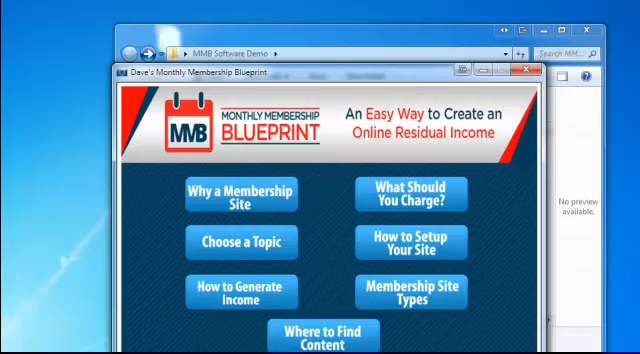 MMB Software Demo
Search MM...
Dave's Monthly Membership Blueprint
MMB
MONTHLY MEMBERSHIP
BLUEPRINT
An Easy Way to Create an
Online Residual Income
Why a Membership
Site
What Should
You Charge?
Choose a Topic
How to Setup
Your Site
How to Generate
Income
Membership Site
Types
Where to Find
Content
No preview
available.